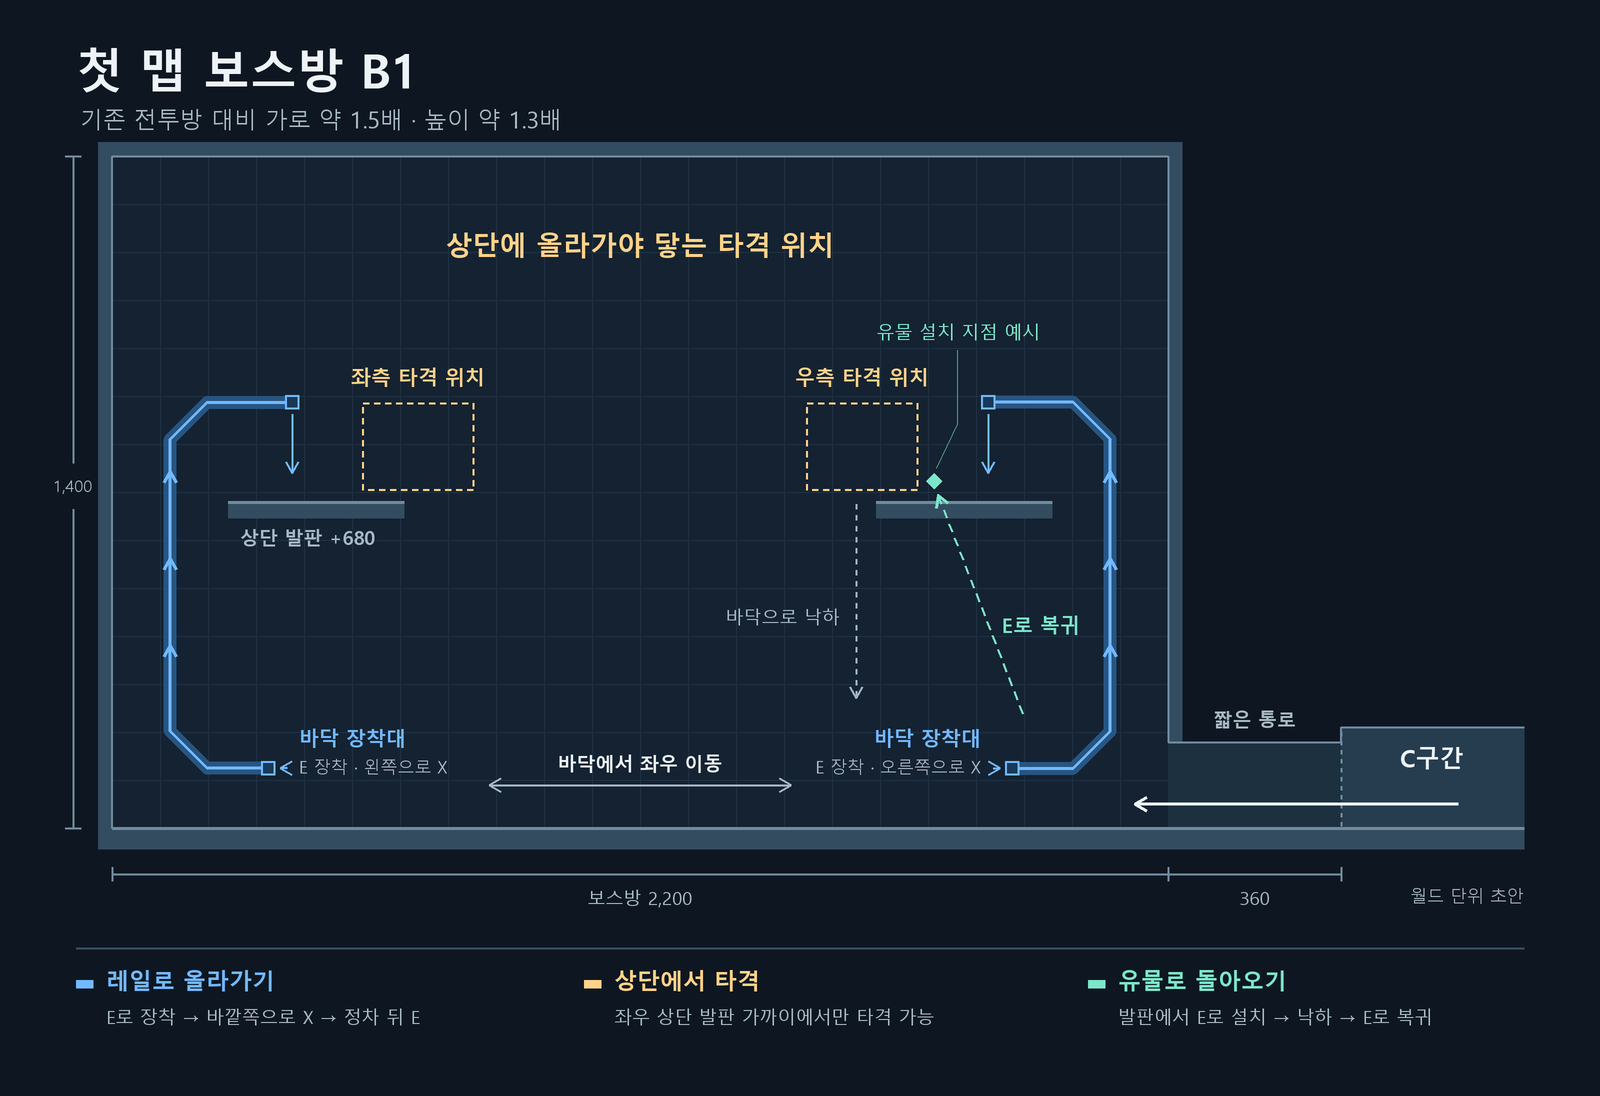 첫 맵 보스방 B1
기존 전투방 대비 가로 약 1.5배 · 높이 약 1.3배
상단에 올라가야 닿는 타격 위치
유물 설치 지점 예시
좌측 타격 위치
우측 타격 위치
1,400
상단 발판 +680
바닥으로 낙하
E로 복귀
짧은 통로
바닥 장착대
바닥 장착대
C구간
바닥에서 좌우 이동
E 장착 · 왼쪽으로 X
E 장착 · 오른쪽으로 X
보스방 2,200
360
월드 단위 초안
레일로 올라가기
상단에서 타격
유물로 돌아오기
E로 장착 → 바깥쪽으로 X → 정차 뒤 E
좌우 상단 발판 가까이에서만 타격 가능
발판에서 E로 설치 → 낙하 → E로 복귀